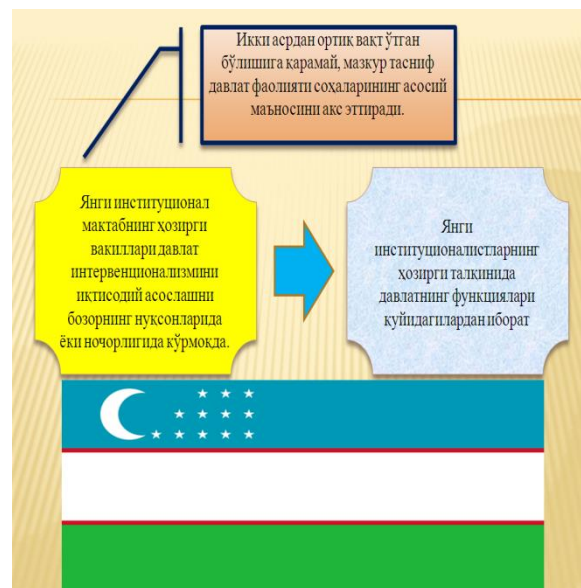 Икки асрдан ортиқ вақт ўтган
бўлишига қарамай, мазкур тасниф
давлат фаолияти соҳаларининг асосий
маъносини акс эттиради.
Янги институционал
мактабнинг ҳозирги
вакиллари давлат
интервенционализмини
иқтисодий асослашни
бозорнинг нуқсонларида
ёки ночорлигида кўрмоқда.
Янги
институционалистларнинг
ҳозирги талқинида
давлатнинг функциялари
қуйидагилардан иборат